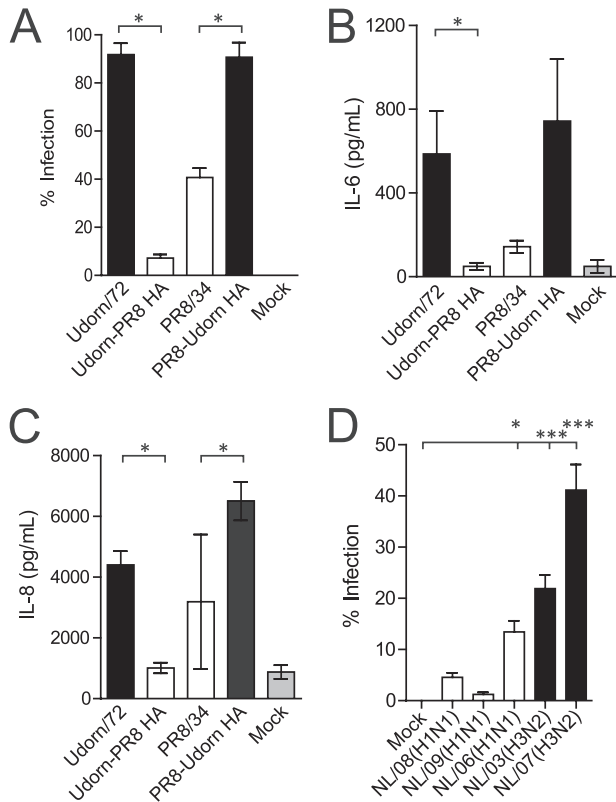 A
% Infection
100
80
60
40
20
0
*
*
Udorn/72
Udorn-PR8 HA
PR8/34
PR8-Udorn HA
Mock
B
IL-6 (pg/mL)
1200
800
400
0
*
Udorn/72
Udorn-PR8 HA
PR8/34
PR8-Udorn HA
Mock
C
IL-8 (pg/mL)
8000
6000
4000
2000
0
*
*
Udorn/72
Udorn-PR8 HA
PR8/34
PR8-Udorn HA
Mock
D
% Infection
50
40
30
20
10
0
*
***
***
Mock
NL/08(H1N1)
NL/09(H1N1)
NL/06(H1N1)
NL/03(H3N2)
NL/07(H3N2)